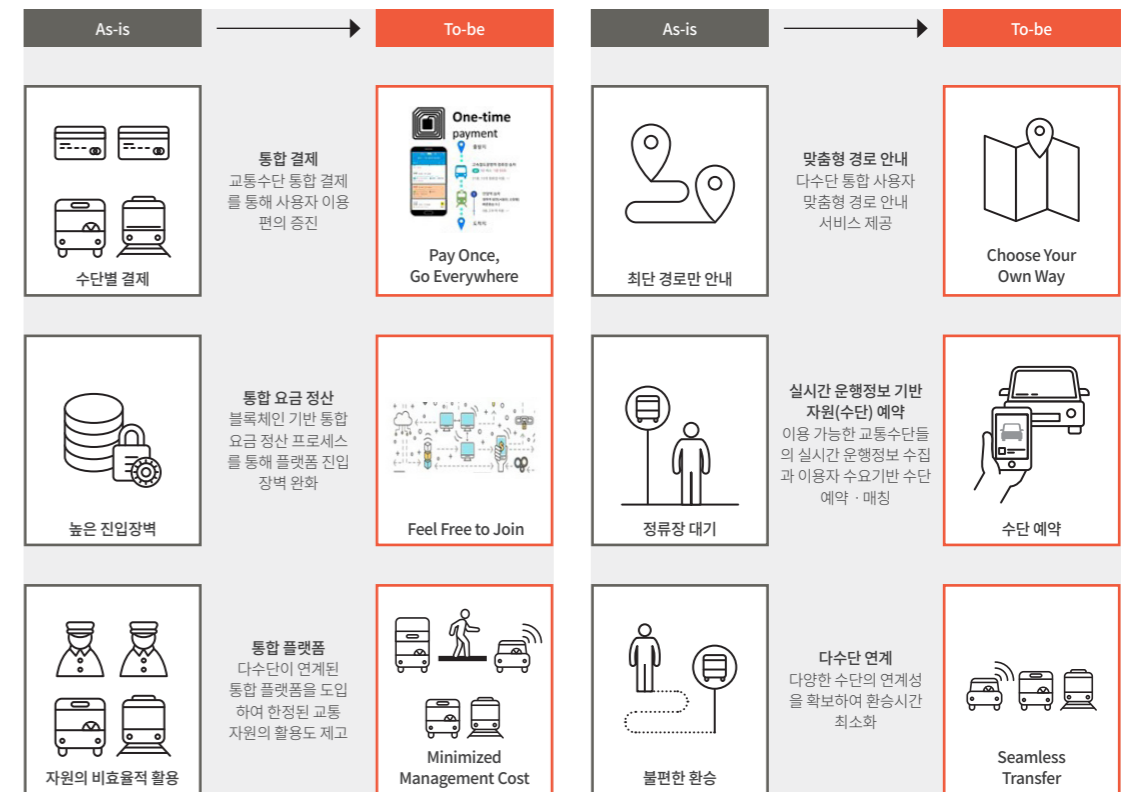 As-is
To-be
수단별 결제
통합 결제
교통수단 통합 결제
를 통해 사용자 이용
편의 증진
One-time
payment
출발지
도착지
Pay Once,
Go Everywhere
높은 진입장벽
통합 요금 정산
블록체인 기반 통합
요금 정산 프로세스
를 통해 플랫폼 진입
장벽 완화
Feel Free to Join
자원의 비효율적 활용
통합 플랫폼
다수단이 연계된
통합 플랫폼을 도입
하여 한정된 교통
자원의 활용도 제고
Minimized
Management Cost
As-is
To-be
최단 경로만 안내
맞춤형 경로 안내
다수단 통합 사용자
맞춤형 경로 안내
서비스 제공
Choose Your
Own Way
정류장 대기
실시간 운행정보 기반
자원(수단) 예약
이용 가능한 교통수단들
의 실시간 운행정보 수집
과 이용자 수요기반 수단
예약 · 매칭
수단 예약
불편한 환승
다수단 연계
다양한 수단의 연계성
을 확보하여 환승시간
최소화
Seamless
Transfer